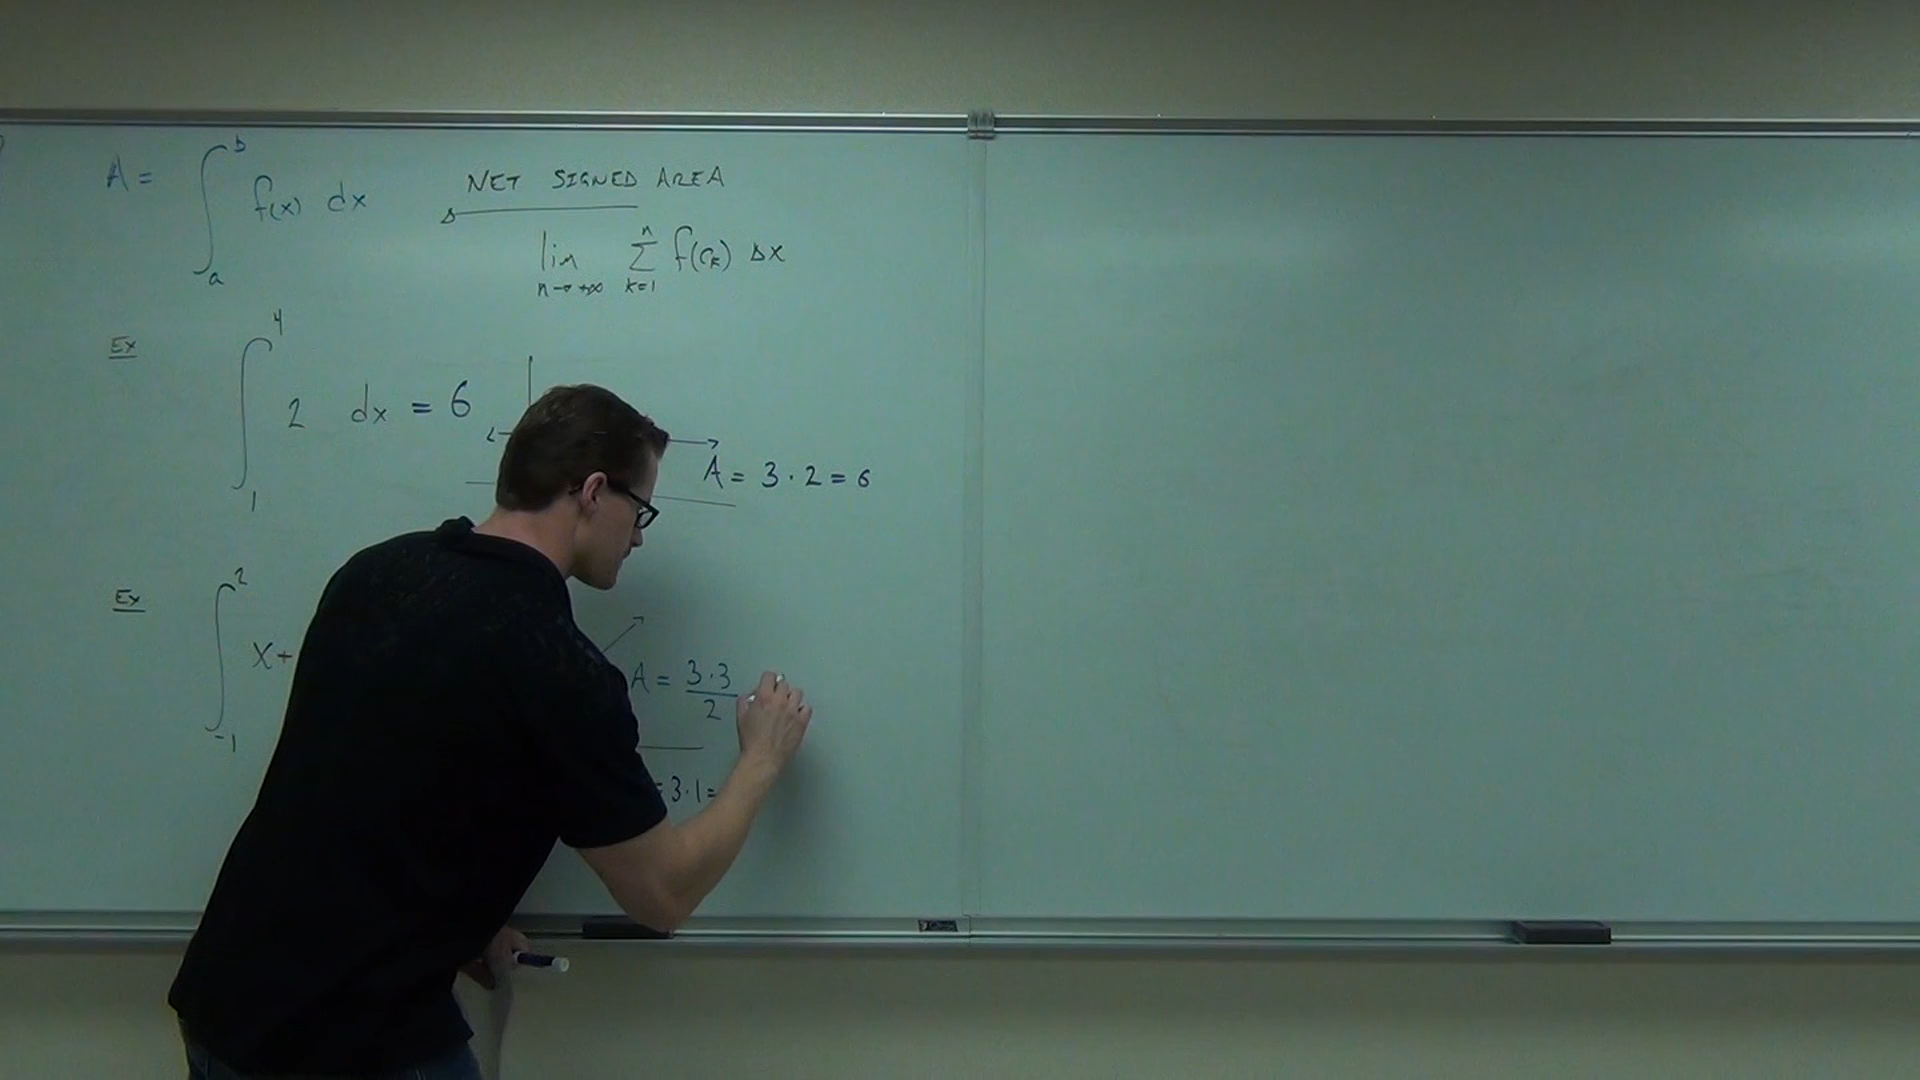 A = ∫_a^b f(x) dx NET SIGNED AREA
lim_{n→+∞} ∑_{k=1}^n f(c_k) Δx
Ex ∫_1^4 2 dx = 6
A = 3 · 2 = 6
Ex ∫_{-1}^2 x+
A = 3·3/2
= 3·1 =